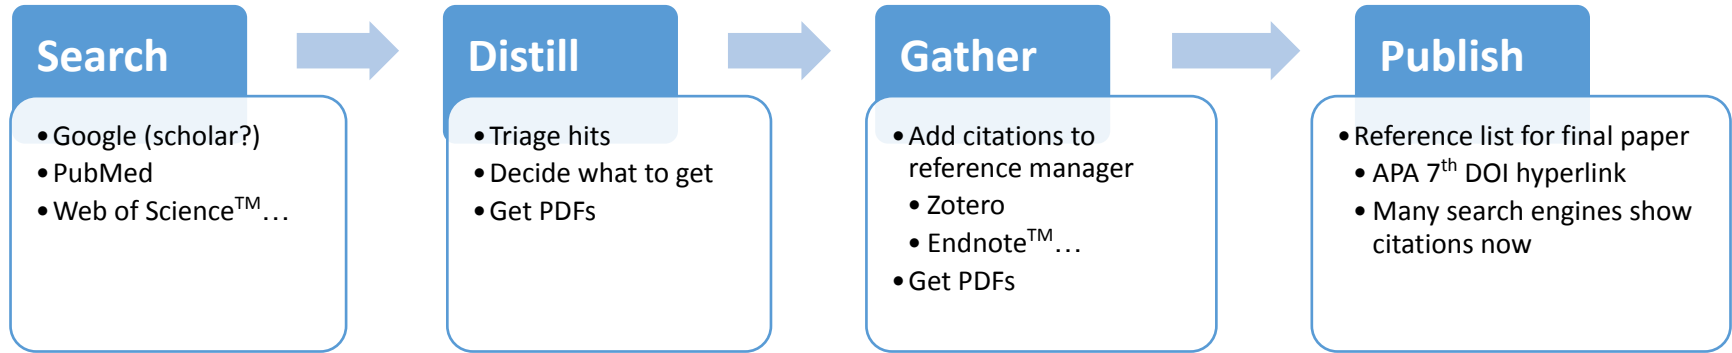 Search
• Google (scholar?)
• PubMed
• Web of Science™…
Distill
• Triage hits
• Decide what to get
• Get PDFs
Gather
• Add citations to
reference manager
• Zotero
• Endnote™…
• Get PDFs
Publish
• Reference list for final paper
• APA 7th DOI hyperlink
• Many search engines show
citations now